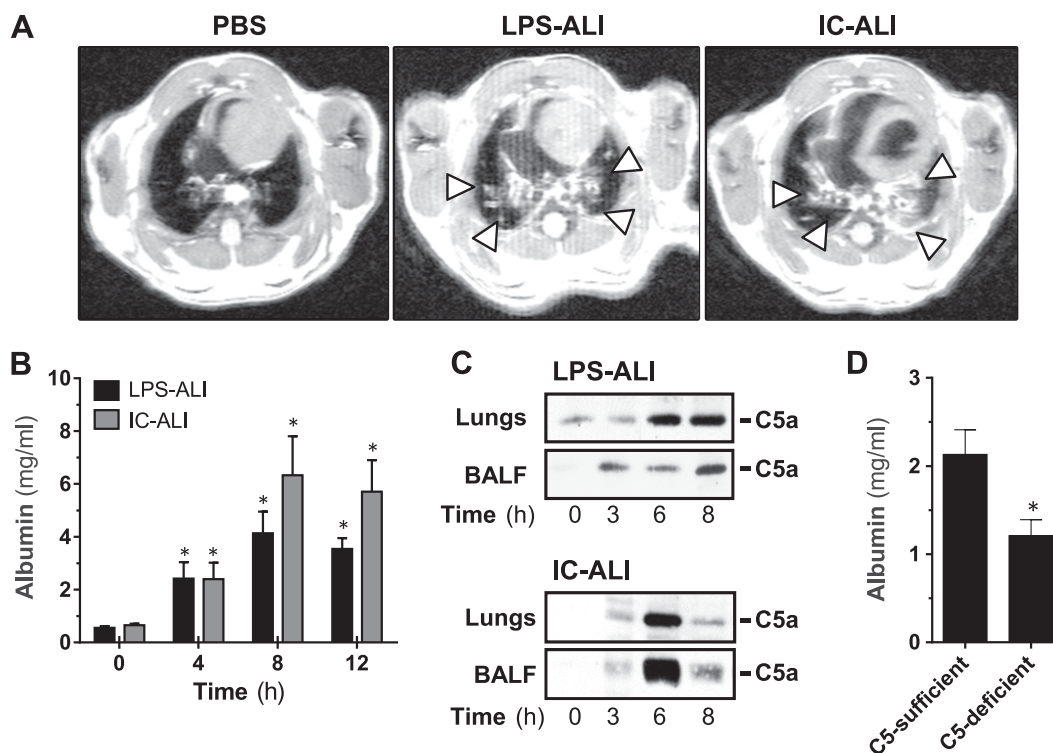 A
PBS
LPS-ALI
IC-ALI
B
Albumin (mg/ml)
10
8
6
4
2
0
LPS-ALI
IC-ALI
*
*
*
*
*
*
0
4
8
12
Time (h)
C
LPS-ALI
Lungs
C5a
BALF
C5a
Time (h) 0 3 6 8
IC-ALI
Lungs
C5a
BALF
C5a
Time (h) 0 3 6 8
D
Albumin (mg/ml)
3
2
1
0
*
C5-sufficient
C5-deficient